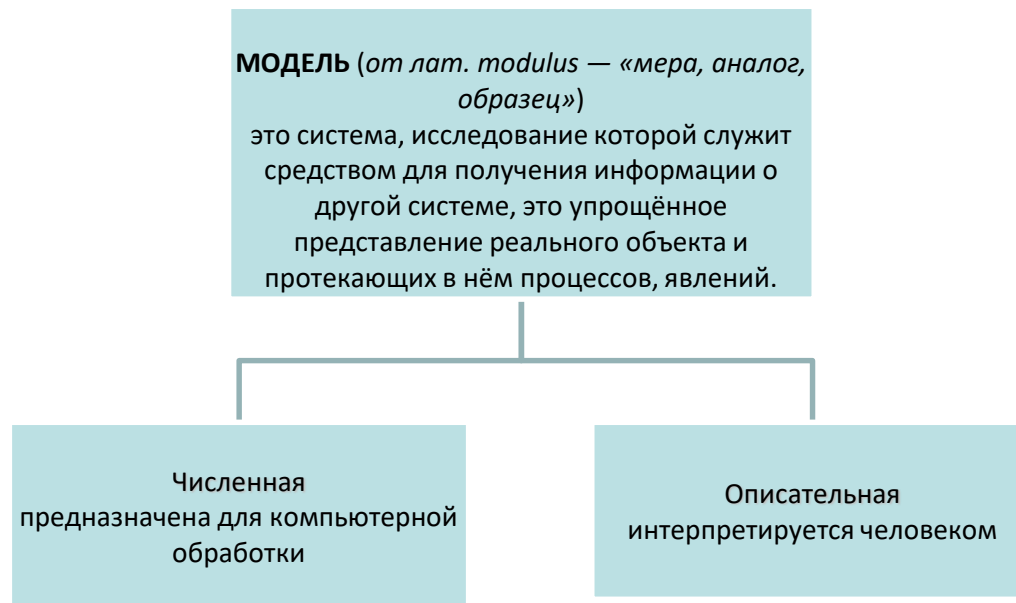 МОДЕЛЬ (от лат. modulus — «мера, аналог,
образец»)
это система, исследование которой служит
средством для получения информации о
другой системе, это упрощённое
представление реального объекта и
протекающих в нём процессов, явлений.
Численная
предназначена для компьютерной
обработки
Описательная
интерпретируется человеком